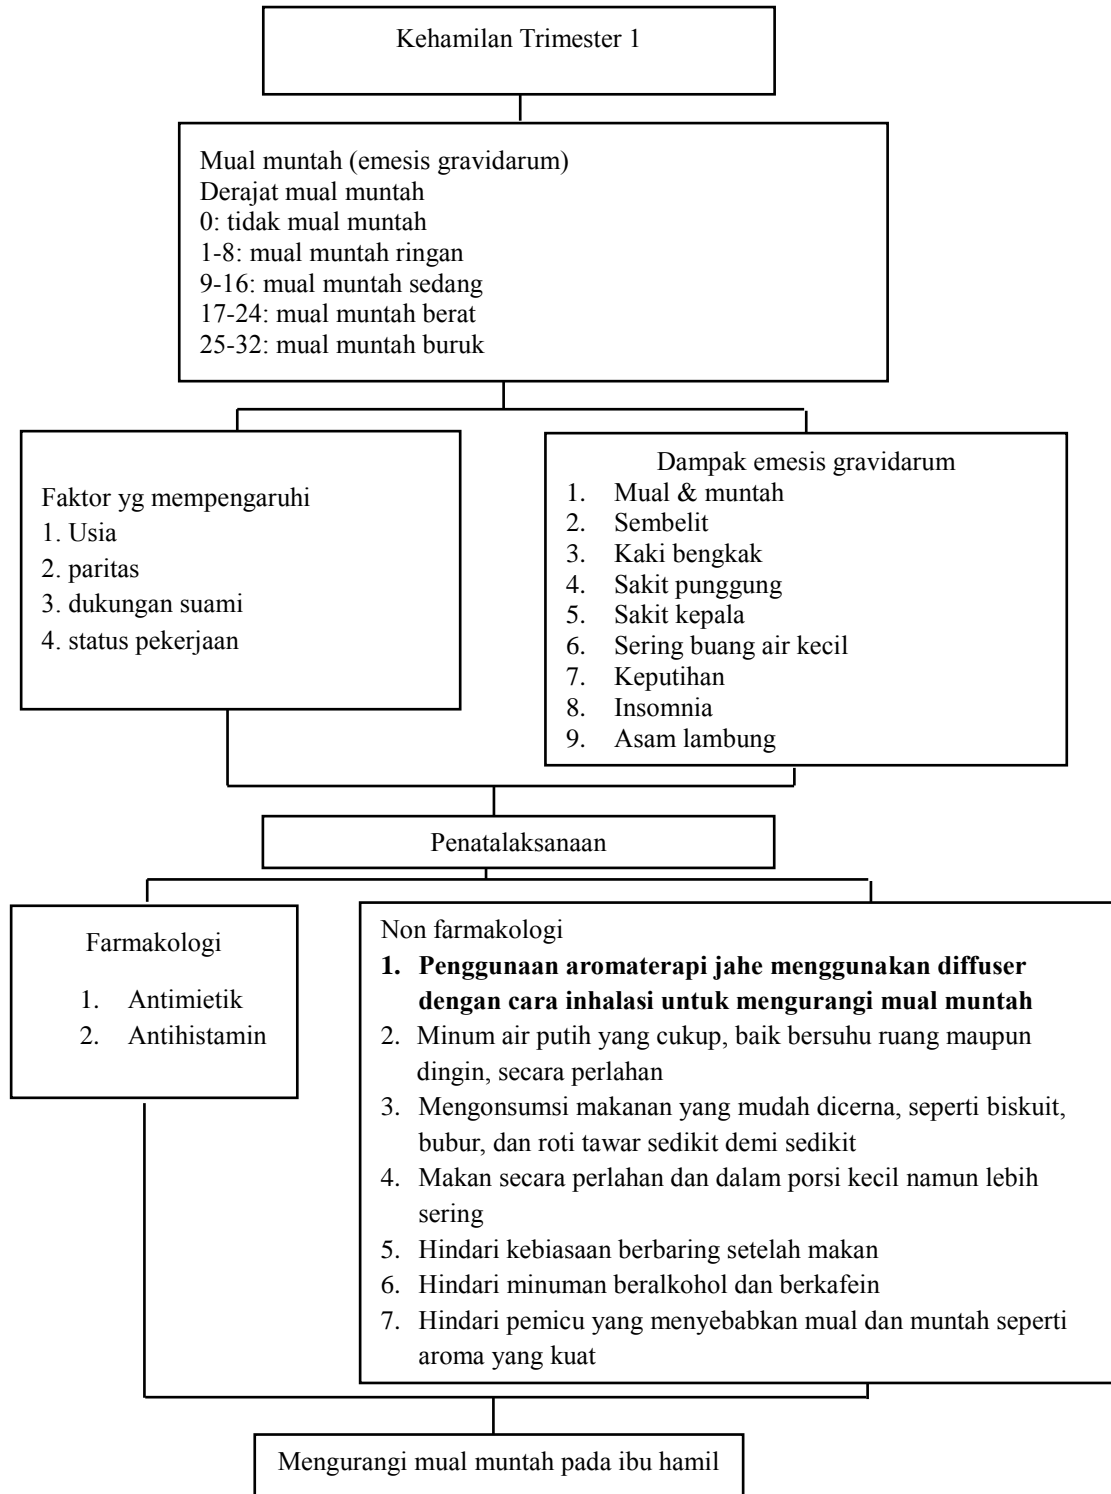 Kehamilan Trimester 1
Mual muntah (emesis gravidarum)
Derajat mual muntah
0: tidak mual muntah
1-8: mual muntah ringan
9-16: mual muntah sedang
17-24: mual muntah berat
25-32: mual muntah buruk
Faktor yg mempengaruhi
1. Usia
2. paritas
3. dukungan suami
4. status pekerjaan
Dampak emesis gravidarum
1. Mual & muntah
2. Sembelit
3. Kaki bengkak
4. Sakit punggung
5. Sakit kepala
6. Sering buang air kecil
7. Keputihan
8. Insomnia
9. Asam lambung
Penatalaksanaan
Farmakologi
1. Antimietik
2. Antihistamin
Non farmakologi
1. Penggunaan aromaterapi jahe menggunakan diffuser
dengan cara inhalasi untuk mengurangi mual muntah
2. Minum air putih yang cukup, baik bersuhu ruang maupun
dingin, secara perlahan
3. Mengonsumsi makanan yang mudah dicerna, seperti biskuit,
bubur, dan roti tawar sedikit demi sedikit
4. Makan secara perlahan dan dalam porsi kecil namun lebih
sering
5. Hindari kebiasaan berbaring setelah makan
6. Hindari minuman beralkohol dan berkafein
7. Hindari pemicu yang menyebabkan mual dan muntah seperti
aroma yang kuat
Mengurangi mual muntah pada ibu hamil